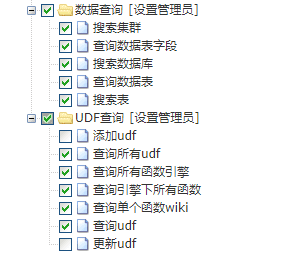 数据查询 [设置管理员]
搜索集群
查询数据表字段
搜索数据库
查询数据表
搜索表
UDF查询 [设置管理员]
添加udf
查询所有udf
查询所有函数引擎
查询引擎下所有函数
查询单个函数wiki
查询udf
更新udf